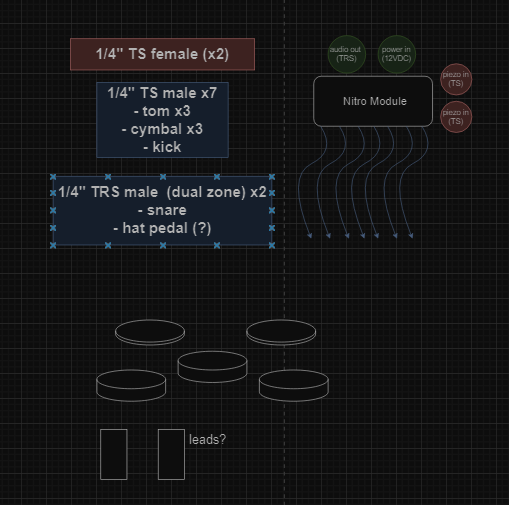 1/4" TS female (x2)
1/4" TS male x7
- tom x3
- cymbal x3
- kick
1/4" TRS male  (dual zone) x2
- snare
- hat pedal (?)
audio out
(TRS)
power in
(12VDC)
piezo in
(TS)
Nitro Module
piezo in
(TS)
leads?